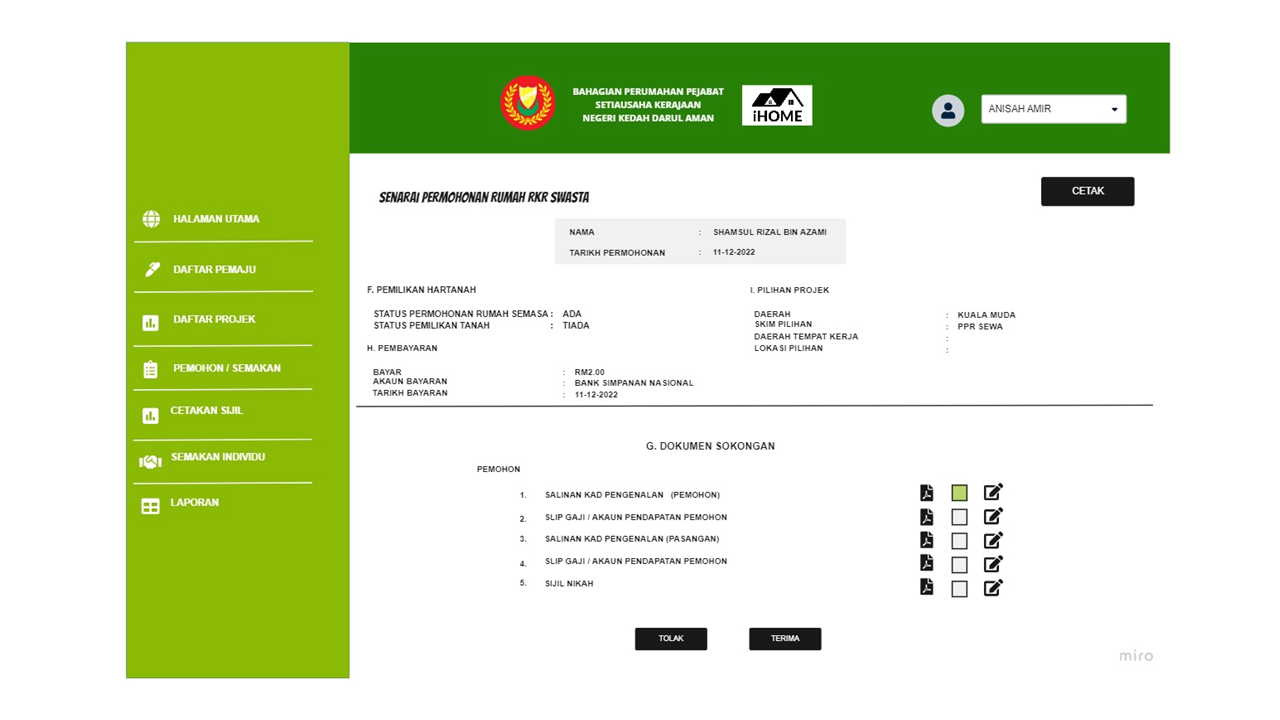 BAHAGIAN PERUMAHAN PEJABAT
SETIAUSAHA KERAJAAN
NEGERI KEDAH DARUL AMAN
iHOME
ANISAH AMIR
HALAMAN UTAMA
DAFTAR PEMAJU
DAFTAR PROJEK
PEMOHON / SEMAKAN
CETAKAN SIJIL
SEMAKAN INDIVIDU
LAPORAN
SENARAI PERMOHONAN RUMAH RKR SWASTA
CETAK
NAMA : SHAMSUL RIZAL BIN AZAMI
TARIKH PERMOHONAN : 11-12-2022
F. PEMILIKAN HARTANAH
STATUS PERMOHONAN RUMAH SEMASA : ADA
STATUS PEMILIKAN TANAH : TIADA
H. PEMBAYARAN
BAYAR : RM2.00
AKAUN BAYARAN : BANK SIMPANAN NASIONAL
TARIKH BAYARAN : 11-12-2022
I. PILIHAN PROJEK
DAERAH : KUALA MUDA
SKIM PILIHAN : PPR SEWA
DAERAH TEMPAT KERJA :
LOKASI PILIHAN :
G. DOKUMEN SOKONGAN
PEMOHON
1. SALINAN KAD PENGENALAN (PEMOHON)
2. SLIP GAJI / AKAUN PENDAPATAN PEMOHON
3. SALINAN KAD PENGENALAN (PASANGAN)
4. SLIP GAJI / AKAUN PENDAPATAN PEMOHON
5. SIJIL NIKAH
TOLAK
TERIMA
miro